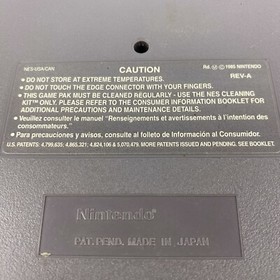 NES-USA/CAN
CAUTION
Ⓜ © 1985 NINTENDO
REV-A
• DO NOT STORE AT EXTREME TEMPERATURES.
• DO NOT TOUCH THE EDGE CONNECTOR WITH YOUR FINGERS.
• THIS GAME PAK MUST BE CLEANED REGULARLY - USE THE NES CLEANING
KIT™ ONLY. PLEASE REFER TO THE CONSUMER INFORMATION BOOKLET FOR
ADDITIONAL PRECAUTIONS AND MAINTENANCE DETAILS.
• Veuillez consulter le manuel "Renseignements et avertissements à l'intention des
consommateurs."
• Para precauciones y avisos, consulte al folleto de Información al Consumidor.
U.S. PATENTS: 4,799,635; 4,865,321; 4,824,106 & 5,070,479. MORE PATENTS ISSUED AND PENDING. SEE BOOKLET.
Nintendo
PAT. PEND. MADE IN JAPAN